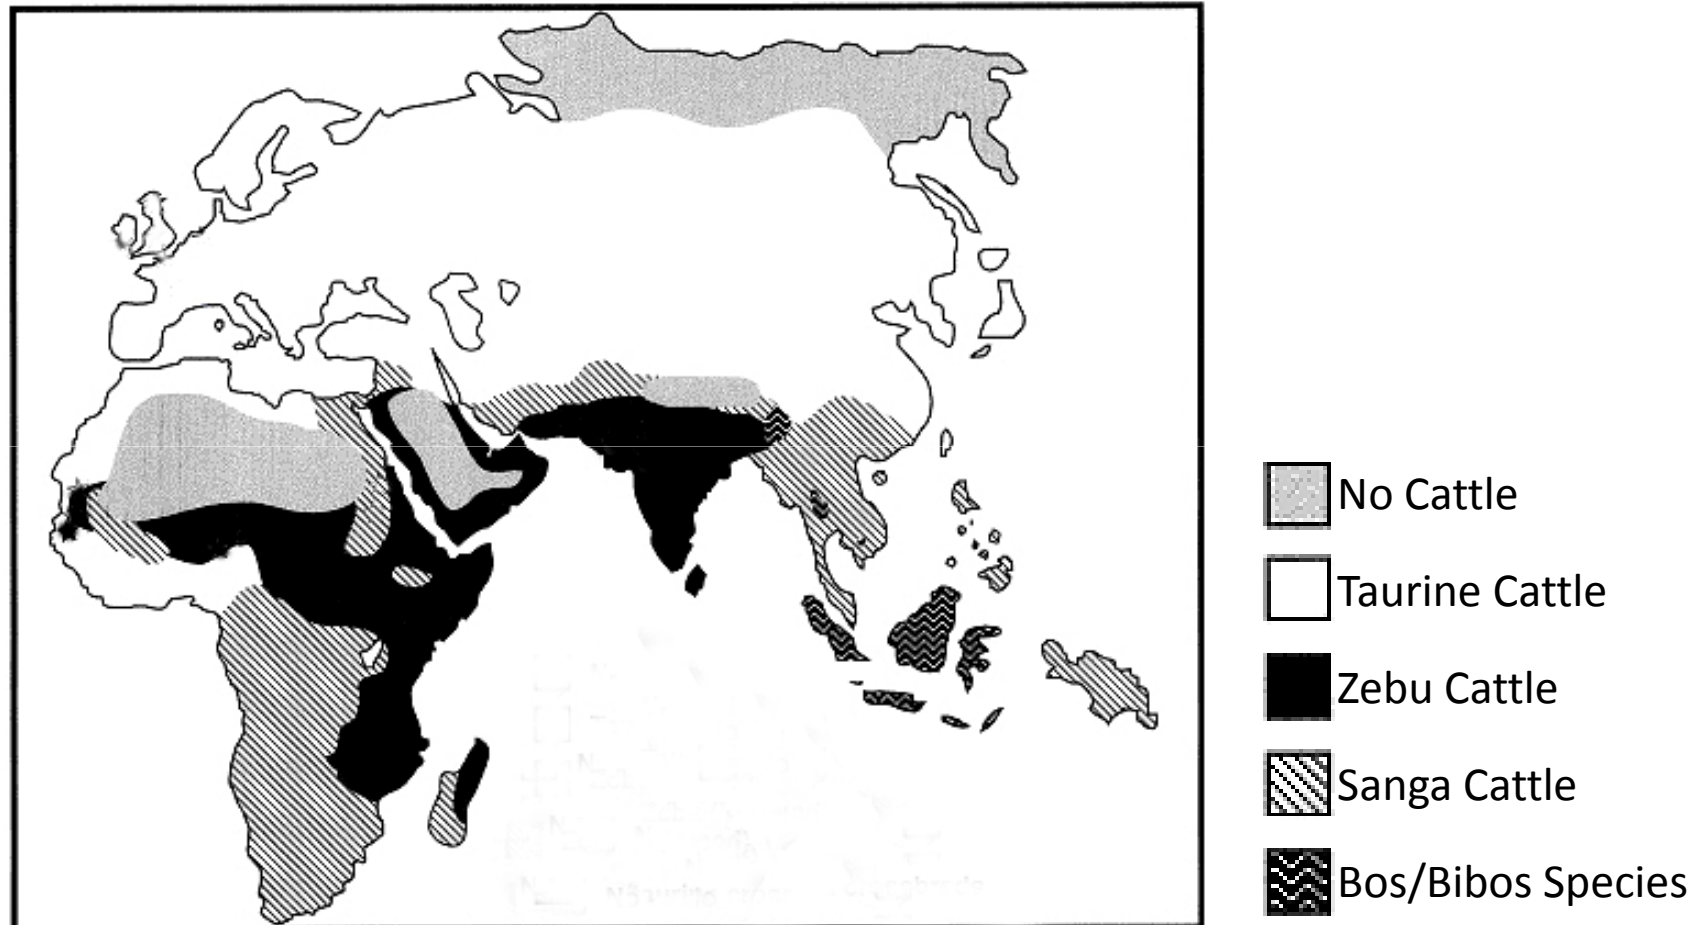 No Cattle
Taurine Cattle
Zebu Cattle
Sanga Cattle
Bos/Bibos Species